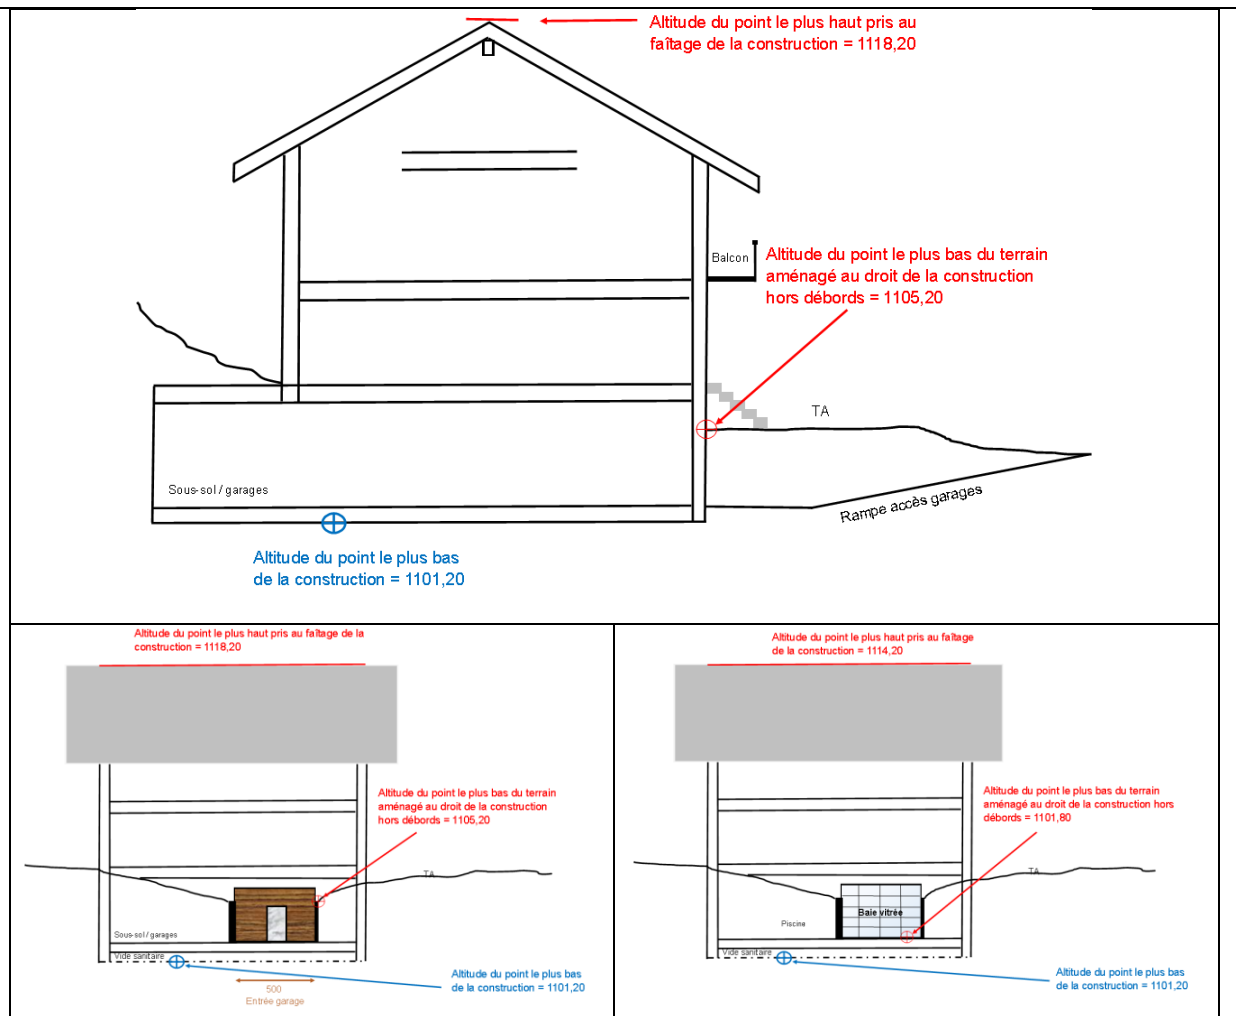 Altitude du point le plus haut pris au
faîtage de la construction = 1118,20
Balcon
Altitude du point le plus bas du terrain
aménagé au droit de la construction
hors débords = 1105,20
TA
Sous-sol / garages
Rampe accès garages
Altitude du point le plus bas
de la construction = 1101,20
Altitude du point le plus haut pris au faîtage de la
construction = 1118,20
Altitude du point le plus bas du terrain
aménagé au droit de la construction
hors débords = 1105,20
TA
Sous-sol / garages
Vide sanitaire
Altitude du point le plus bas
de la construction = 1101,20
500
Entrée garage
Altitude du point le plus haut pris au faîtage
de la construction = 1114,20
Altitude du point le plus bas du terrain
aménagé au droit de la construction hors
débords = 1101,80
TA
Baie vitrée
Piscine
Vide sanitaire
Altitude du point le plus bas
de la construction = 1101,20